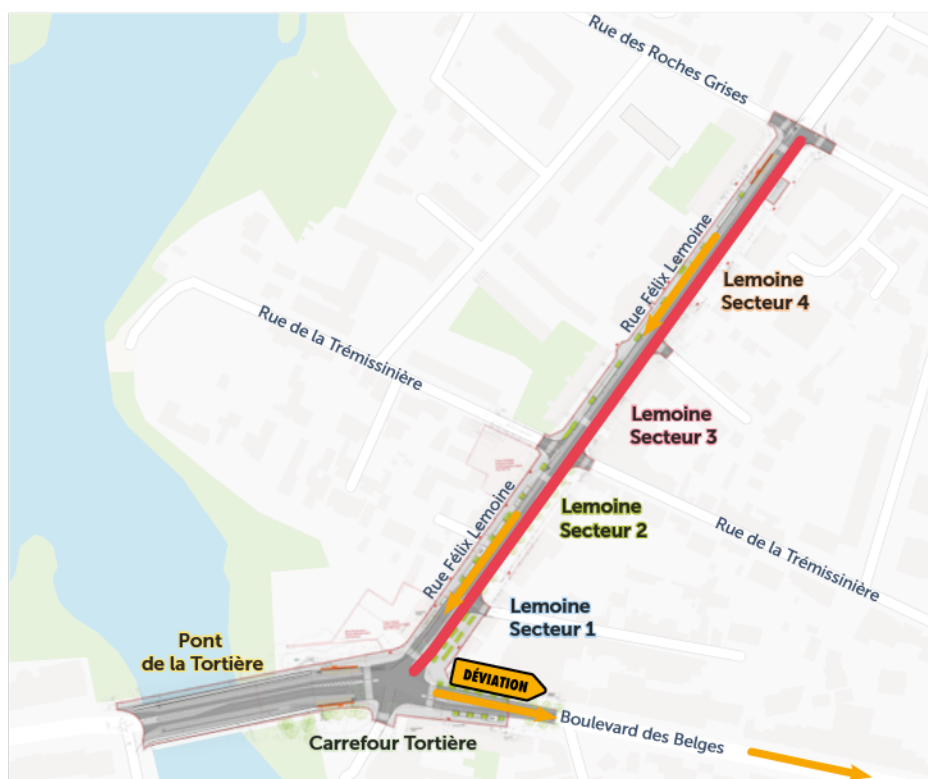 Rue des Roches Grises
Rue Félix Lemoine
Lemoine
Secteur 4
Rue de la Trémissinière
Lemoine
Secteur 3
Rue Félix Lemoine
Lemoine
Secteur 2
Rue de la Trémissinière
Lemoine
Secteur 1
Pont
de la Tortière
DÉVIATION
Boulevard des Belges
Carrefour Tortière